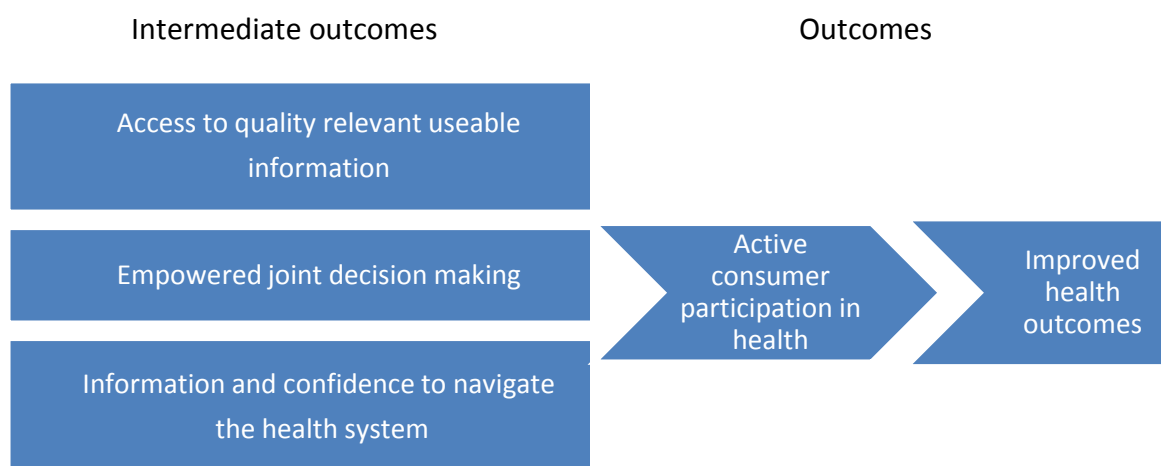 Intermediate outcomes
Outcomes
Access to quality relevant useable
information
Empowered joint decision making
Information and confidence to navigate
the health system
Active
consumer
participation in
health
Improved
health
outcomes